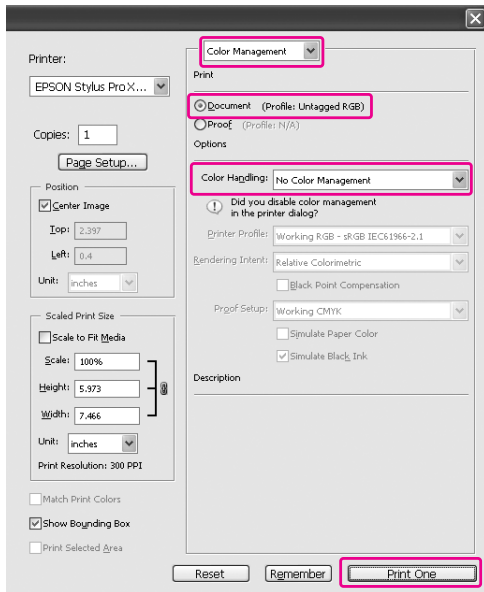 Printer:
EPSON Stylus Pro X...
Copies: 1
Page Setup...
Position
Center Image
Top: 2.397
Left: 0.4
Unit: inches
Scaled Print Size
Scale to Fit Media
Scale: 100%
Height: 5.973
Width: 7.466
Unit: inches
Print Resolution: 300 PPI
Match Print Colors
Show Bounding Box
Print Selected Area
Color Management
Print
Document (Profile: Untagged RGB)
Proof (Profile: N/A)
Options
Color Handling: No Color Management
Did you disable color management
in the printer dialog?
Printer Profile: Working RGB - sRGB IEC61966-2.1
Rendering Intent: Relative Colorimetric
Black Point Compensation
Proof Setup: Working CMYK
Simulate Paper Color
Simulate Black Ink
Description
Reset Remember Print One